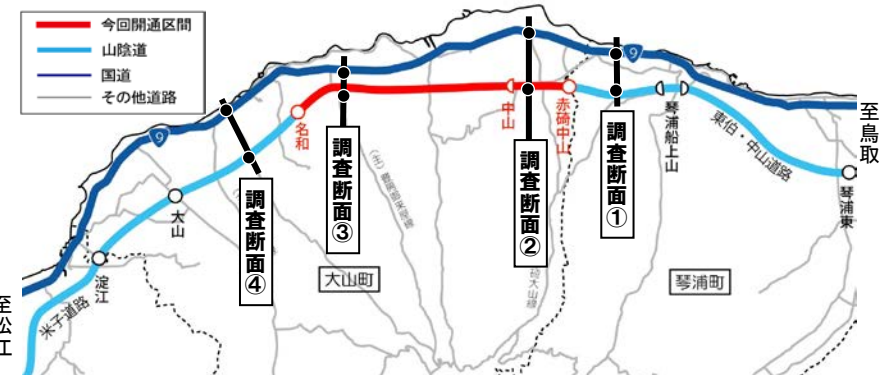 今回開通区間
山陰道
国道
その他道路
9
9
名和
中山
赤碕中山
琴浦船上山
東伯・中山道路
琴浦東
至鳥取
調査断面①
調査断面②
調査断面③
調査断面④
大山
淀江
米子道路
至松江
大山町
琴浦町